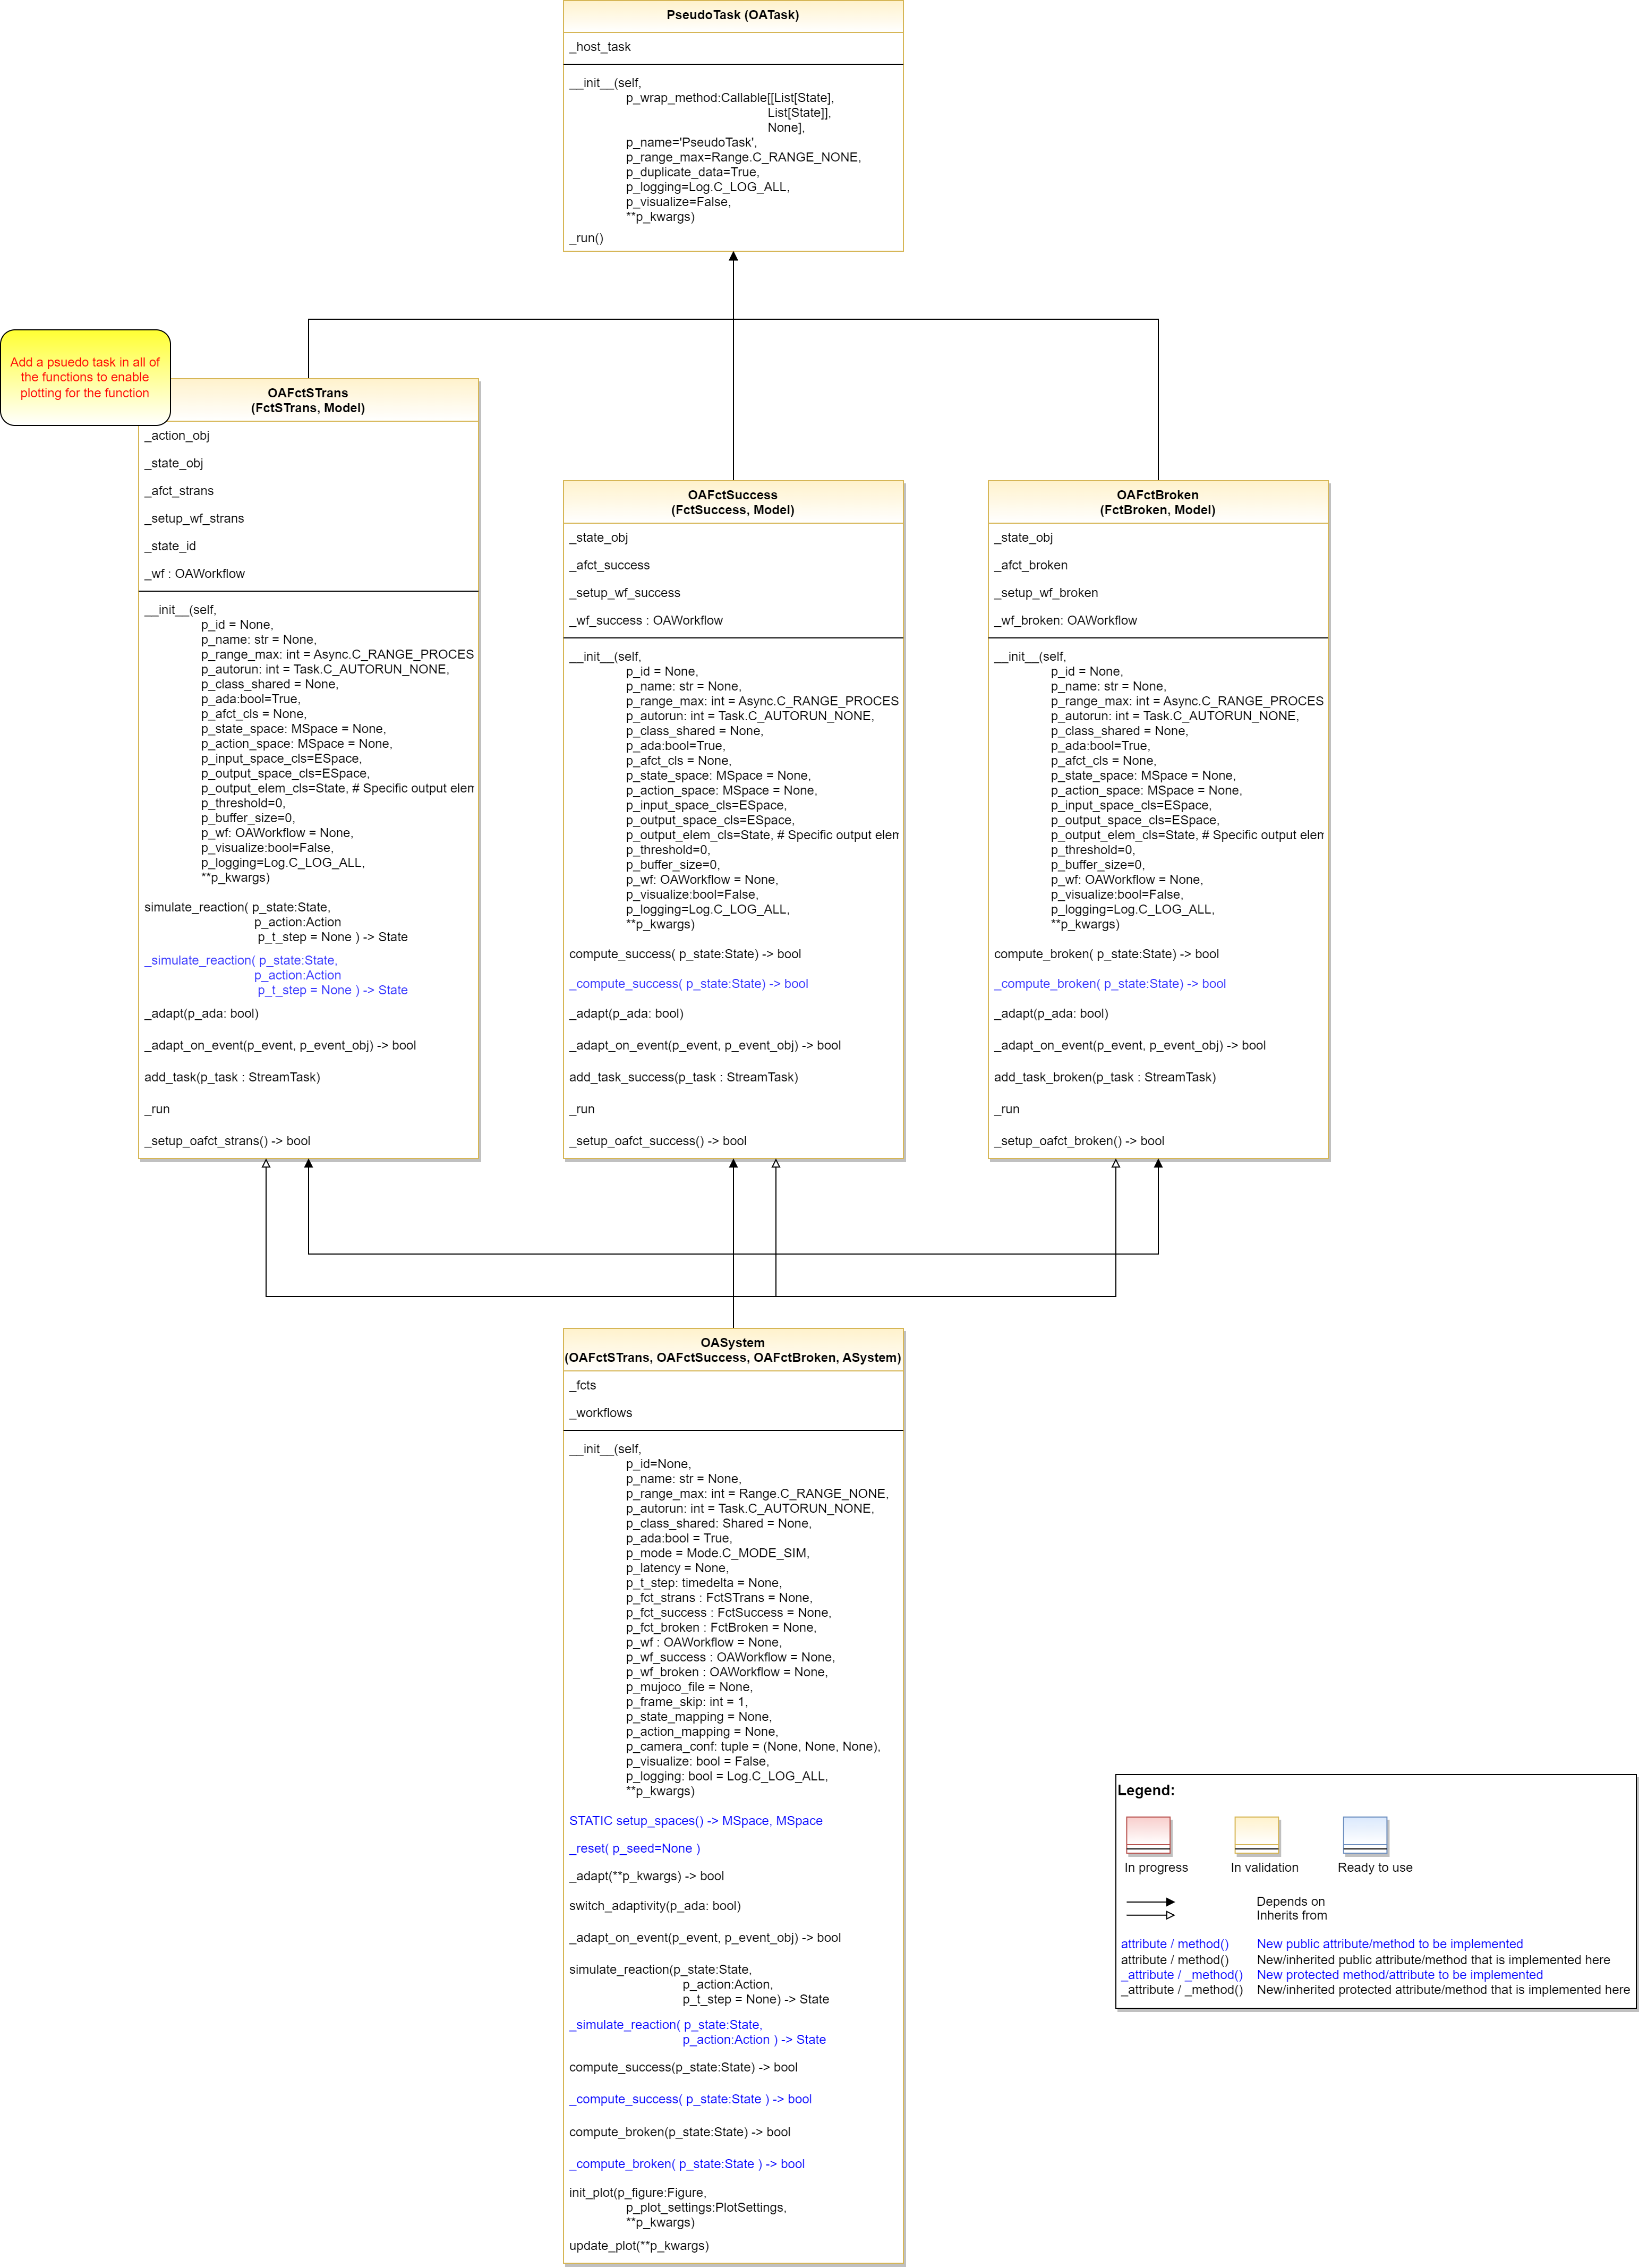 PseudoTask (OATask)
_host_task
__init__(self,
p_wrap_method:Callable[[List[State],
List[State]],
None],
p_name='PseudoTask',
p_range_max=Range.C_RANGE_NONE,
p_duplicate_data=True,
p_logging=Log.C_LOG_ALL,
p_visualize=False,
**p_kwargs)
_run()
Add a psuedo task in all of
the functions to enable
plotting for the function
OAFctSTrans
(FctSTrans, Model)
_action_obj
_state_obj
_afct_strans
_setup_wf_strans
_state_id
_wf : OAWorkflow
__init__(self,
p_id = None,
p_name: str = None,
p_range_max: int = Async.C_RANGE_PROCES
p_autorun: int = Task.C_AUTORUN_NONE,
p_class_shared = None,
p_ada:bool=True,
p_afct_cls = None,
p_state_space: MSpace = None,
p_action_space: MSpace = None,
p_input_space_cls=ESpace,
p_output_space_cls=ESpace,
p_output_elem_cls=State, # Specific output elem
p_threshold=0,
p_buffer_size=0,
p_wf: OAWorkflow = None,
p_visualize:bool=False,
p_logging=Log.C_LOG_ALL,
**p_kwargs)
simulate_reaction( p_state:State,
p_action:Action
p_t_step = None ) -> State
_simulate_reaction( p_state:State,
p_action:Action
p_t_step = None ) -> State
_adapt(p_ada: bool)
_adapt_on_event(p_event, p_event_obj) -> bool
add_task(p_task : StreamTask)
_run
_setup_oafct_strans() -> bool
OAFctSuccess
(FctSuccess, Model)
_state_obj
_afct_success
_setup_wf_success
_wf_success : OAWorkflow
__init__(self,
p_id = None,
p_name: str = None,
p_range_max: int = Async.C_RANGE_PROCES
p_autorun: int = Task.C_AUTORUN_NONE,
p_class_shared = None,
p_ada:bool=True,
p_afct_cls = None,
p_state_space: MSpace = None,
p_action_space: MSpace = None,
p_input_space_cls=ESpace,
p_output_space_cls=ESpace,
p_output_elem_cls=State, # Specific output elem
p_threshold=0,
p_buffer_size=0,
p_wf: OAWorkflow = None,
p_visualize:bool=False,
p_logging=Log.C_LOG_ALL,
**p_kwargs)
compute_success( p_state:State) -> bool
_compute_success( p_state:State) -> bool
_adapt(p_ada: bool)
_adapt_on_event(p_event, p_event_obj) -> bool
add_task_success(p_task : StreamTask)
_run
_setup_oafct_success() -> bool
OAFctBroken
(FctBroken, Model)
_state_obj
_afct_broken
_setup_wf_broken
_wf_broken: OAWorkflow
__init__(self,
p_id = None,
p_name: str = None,
p_range_max: int = Async.C_RANGE_PROCES
p_autorun: int = Task.C_AUTORUN_NONE,
p_class_shared = None,
p_ada:bool=True,
p_afct_cls = None,
p_state_space: MSpace = None,
p_action_space: MSpace = None,
p_input_space_cls=ESpace,
p_output_space_cls=ESpace,
p_output_elem_cls=State, # Specific output elem
p_threshold=0,
p_buffer_size=0,
p_wf: OAWorkflow = None,
p_visualize:bool=False,
p_logging=Log.C_LOG_ALL,
**p_kwargs)
compute_broken( p_state:State) -> bool
_compute_broken( p_state:State) -> bool
_adapt(p_ada: bool)
_adapt_on_event(p_event, p_event_obj) -> bool
add_task_broken(p_task : StreamTask)
_run
_setup_oafct_broken() -> bool
OASystem
(OAFctSTrans, OAFctSuccess, OAFctBroken, ASystem)
_fcts
_workflows
__init__(self,
p_id=None,
p_name: str = None,
p_range_max: int = Range.C_RANGE_NONE,
p_autorun: int = Task.C_AUTORUN_NONE,
p_class_shared: Shared = None,
p_ada:bool = True,
p_mode = Mode.C_MODE_SIM,
p_latency = None,
p_t_step: timedelta = None,
p_fct_strans : FctSTrans = None,
p_fct_success : FctSuccess = None,
p_fct_broken : FctBroken = None,
p_wf : OAWorkflow = None,
p_wf_success : OAWorkflow = None,
p_wf_broken : OAWorkflow = None,
p_mujoco_file = None,
p_frame_skip: int = 1,
p_state_mapping = None,
p_action_mapping = None,
p_camera_conf: tuple = (None, None, None),
p_visualize: bool = False,
p_logging: bool = Log.C_LOG_ALL,
**p_kwargs)
STATIC setup_spaces() -> MSpace, MSpace
_reset( p_seed=None )
_adapt(**p_kwargs) -> bool
switch_adaptivity(p_ada: bool)
_adapt_on_event(p_event, p_event_obj) -> bool
simulate_reaction(p_state:State,
p_action:Action,
p_t_step = None) -> State
_simulate_reaction( p_state:State,
p_action:Action ) -> State
compute_success(p_state:State) -> bool
_compute_success( p_state:State ) -> bool
compute_broken(p_state:State) -> bool
_compute_broken( p_state:State ) -> bool
init_plot(p_figure:Figure,
p_plot_settings:PlotSettings,
**p_kwargs)
update_plot(**p_kwargs)
Legend:
In progress In validation Ready to use
Depends on
Inherits from
attribute / method() New public attribute/method to be implemented
attribute / method() New/inherited public attribute/method that is implemented here
_attribute / _method() New protected method/attribute to be implemented
_attribute / _method() New/inherited protected attribute/method that is implemented here